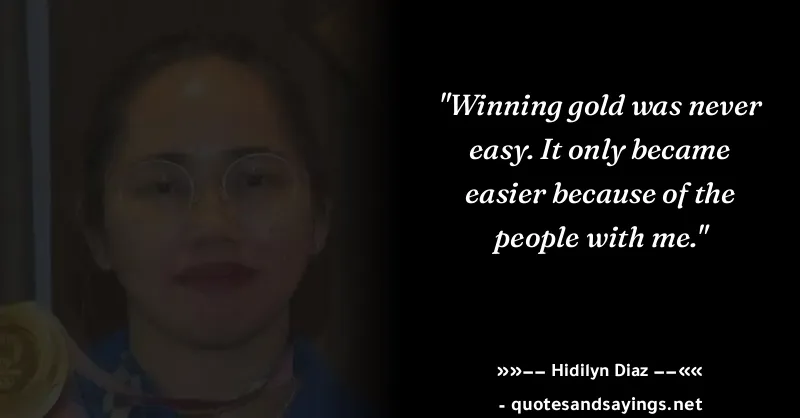 "Winning gold was never
easy. It only became
easier because of the
people with me."
»»−− Hidilyn Diaz −−««
- quotesandsayings.net